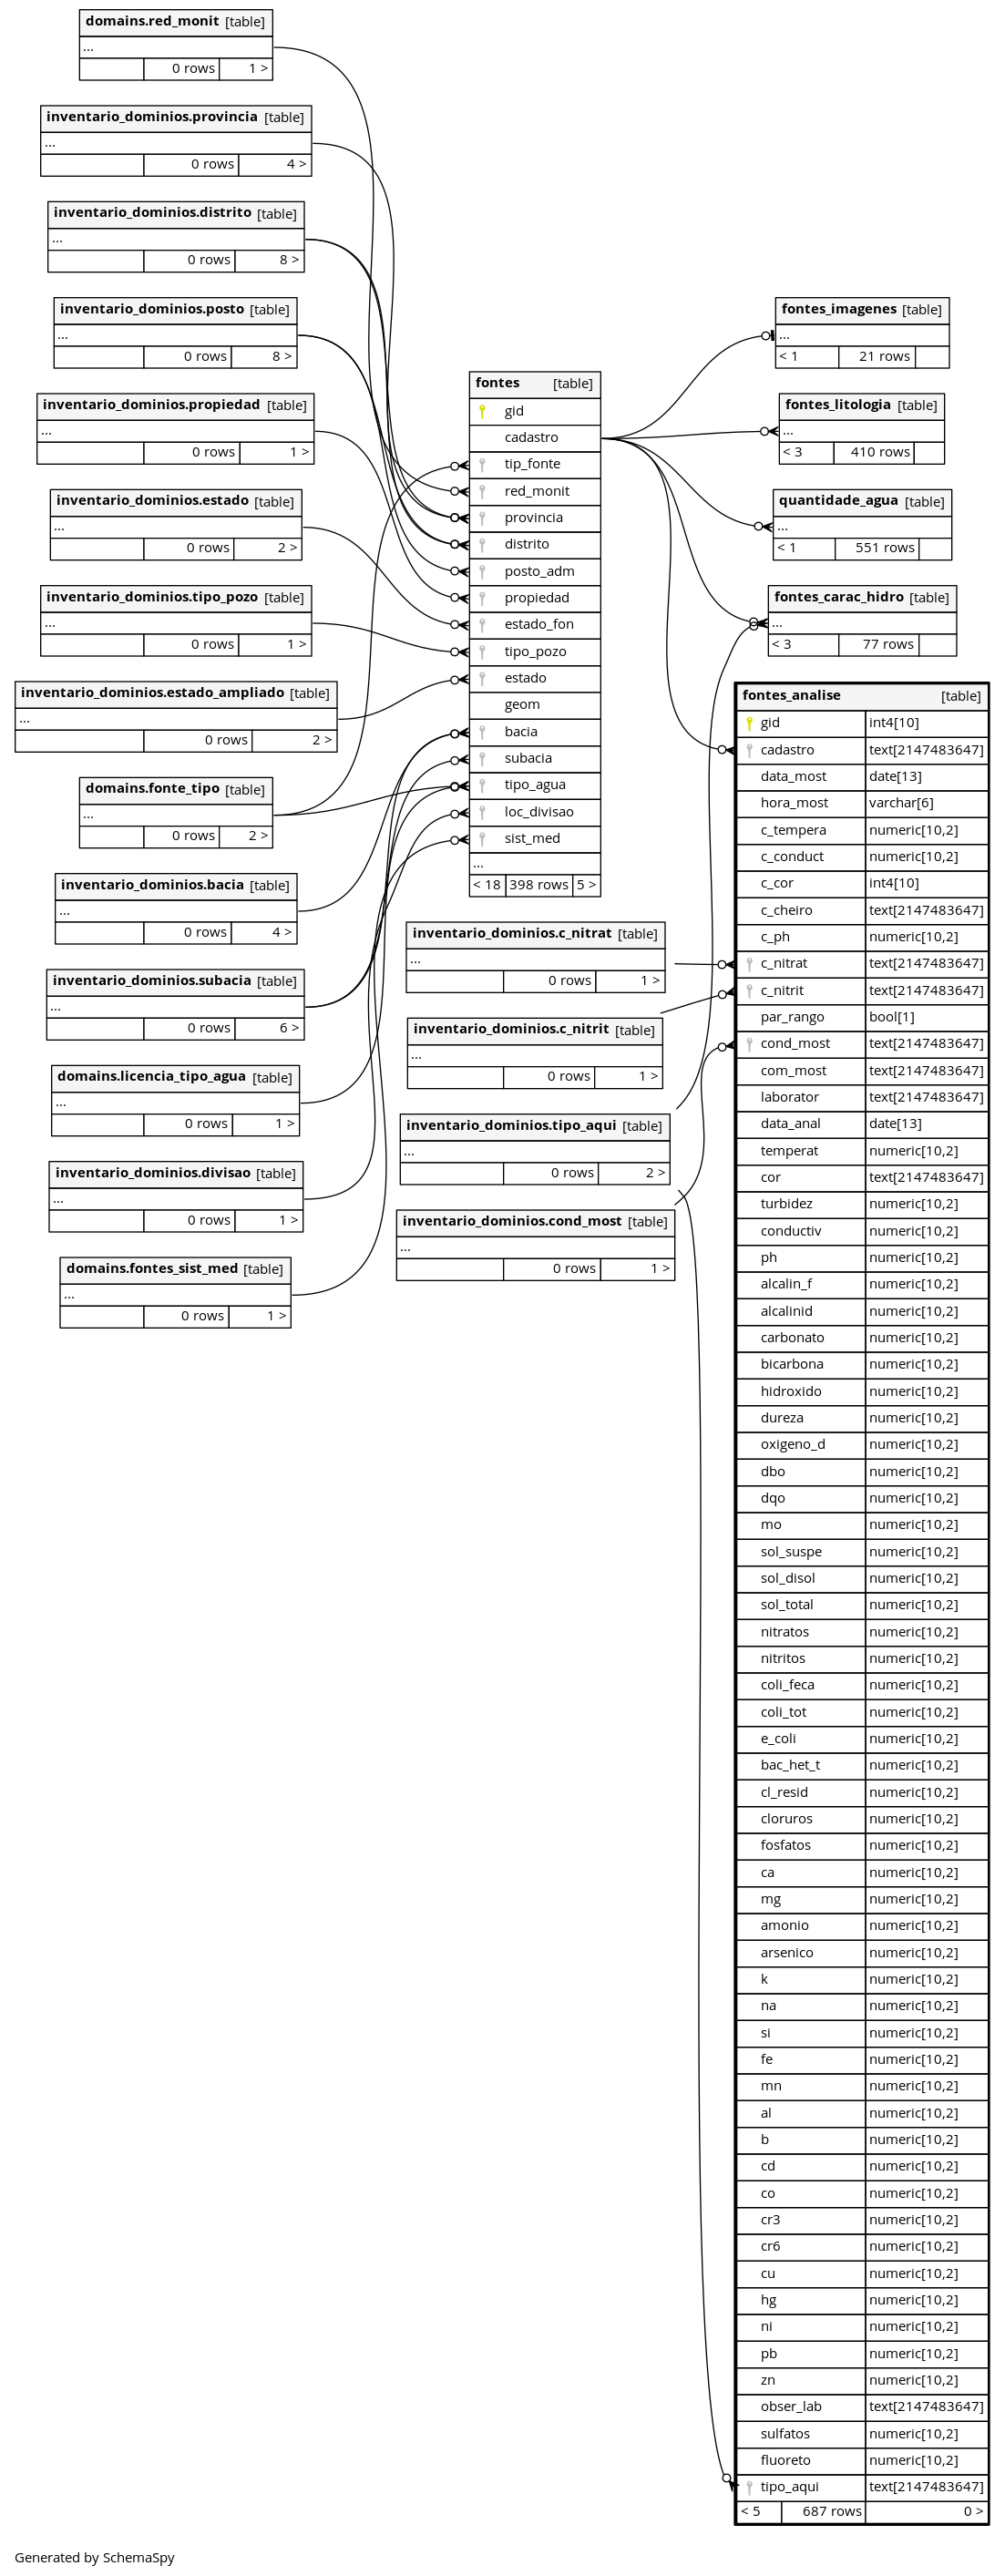 domains.red_monit [table]
...
0 rows 1 >
inventario_dominios.provincia [table]
...
0 rows 4 >
inventario_dominios.distrito [table]
...
0 rows 8 >
inventario_dominios.posto [table]
...
0 rows 8 >
inventario_dominios.propiedad [table]
...
0 rows 1 >
inventario_dominios.estado [table]
...
0 rows 2 >
inventario_dominios.tipo_pozo [table]
...
0 rows 1 >
inventario_dominios.estado_ampliado [table]
...
0 rows 2 >
domains.fonte_tipo [table]
...
0 rows 2 >
inventario_dominios.bacia [table]
...
0 rows 4 >
inventario_dominios.subacia [table]
...
0 rows 6 >
domains.licencia_tipo_agua [table]
...
0 rows 1 >
inventario_dominios.divisao [table]
...
0 rows 1 >
domains.fontes_sist_med [table]
...
0 rows 1 >
fontes [table]
gid
cadastro
tip_fonte
red_monit
provincia
distrito
posto_adm
propiedad
estado_fon
tipo_pozo
estado
geom
bacia
subacia
tipo_agua
loc_divisao
sist_med
...
< 18 398 rows 5 >
inventario_dominios.c_nitrat [table]
...
0 rows 1 >
inventario_dominios.c_nitrit [table]
...
0 rows 1 >
inventario_dominios.tipo_aqui [table]
...
0 rows 2 >
inventario_dominios.cond_most [table]
...
0 rows 1 >
fontes_imagenes [table]
...
< 1 21 rows
fontes_litologia [table]
...
< 3 410 rows
quantidade_agua [table]
...
< 1 551 rows
fontes_carac_hidro [table]
...
< 3 77 rows
fontes_analise [table]
gid int4[10]
cadastro text[2147483647]
data_most date[13]
hora_most varchar[6]
c_tempera numeric[10,2]
c_conduct numeric[10,2]
c_cor int4[10]
c_cheiro text[2147483647]
c_ph numeric[10,2]
c_nitrat text[2147483647]
c_nitrit text[2147483647]
par_rango bool[1]
cond_most text[2147483647]
com_most text[2147483647]
laborator text[2147483647]
data_anal date[13]
temperat numeric[10,2]
cor text[2147483647]
turbidez numeric[10,2]
conductiv numeric[10,2]
ph numeric[10,2]
alcalin_f numeric[10,2]
alcalinid numeric[10,2]
carbonato numeric[10,2]
bicarbona numeric[10,2]
hidroxido numeric[10,2]
dureza numeric[10,2]
oxigeno_d numeric[10,2]
dbo numeric[10,2]
dqo numeric[10,2]
mo numeric[10,2]
sol_suspe numeric[10,2]
sol_disol numeric[10,2]
sol_total numeric[10,2]
nitratos numeric[10,2]
nitritos numeric[10,2]
coli_feca numeric[10,2]
coli_tot numeric[10,2]
e_coli numeric[10,2]
bac_het_t numeric[10,2]
cl_resid numeric[10,2]
cloruros numeric[10,2]
fosfatos numeric[10,2]
ca numeric[10,2]
mg numeric[10,2]
amonio numeric[10,2]
arsenico numeric[10,2]
k numeric[10,2]
na numeric[10,2]
si numeric[10,2]
fe numeric[10,2]
mn numeric[10,2]
al numeric[10,2]
b numeric[10,2]
cd numeric[10,2]
co numeric[10,2]
cr3 numeric[10,2]
cr6 numeric[10,2]
cu numeric[10,2]
hg numeric[10,2]
ni numeric[10,2]
pb numeric[10,2]
zn numeric[10,2]
obser_lab text[2147483647]
sulfatos numeric[10,2]
fluoreto numeric[10,2]
tipo_aqui text[2147483647]
< 5 687 rows 0 >
Generated by SchemaSpy